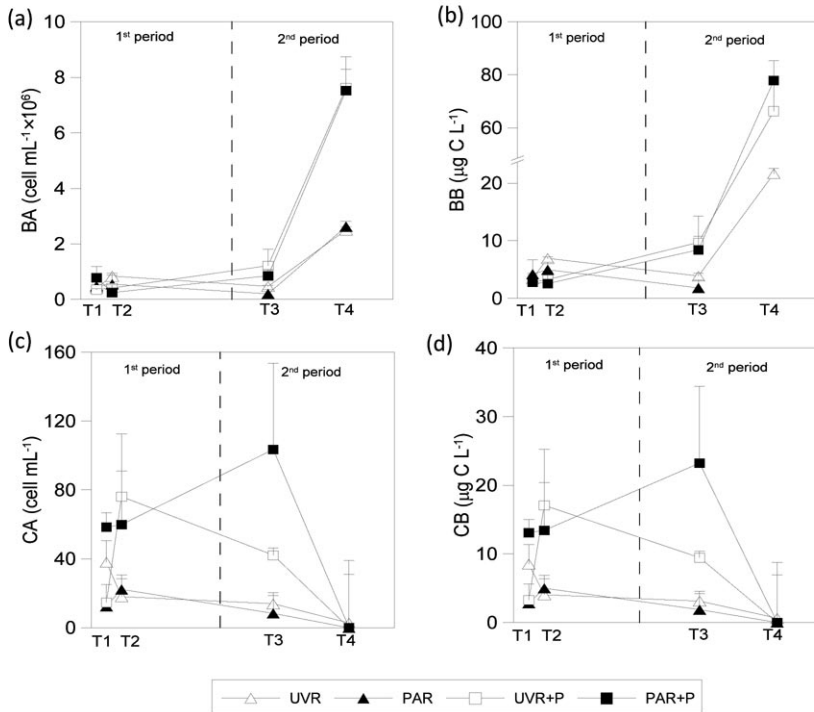 (a)
1st period
2nd period
BA (cell mL-1×10⁶)
10
8
6
4
2
0
T1
T2
T3
T4
(b)
1st period
2nd period
BB (µg C L-1)
100
80
60
20
10
0
T1
T2
T3
T4
(c)
1st period
2nd period
CA (cell mL-1)
160
120
80
40
0
T1
T2
T3
T4
(d)
1st period
2nd period
CB (µg C L-1)
40
30
20
10
0
T1
T2
T3
T4
UVR PAR UVR+P PAR+P